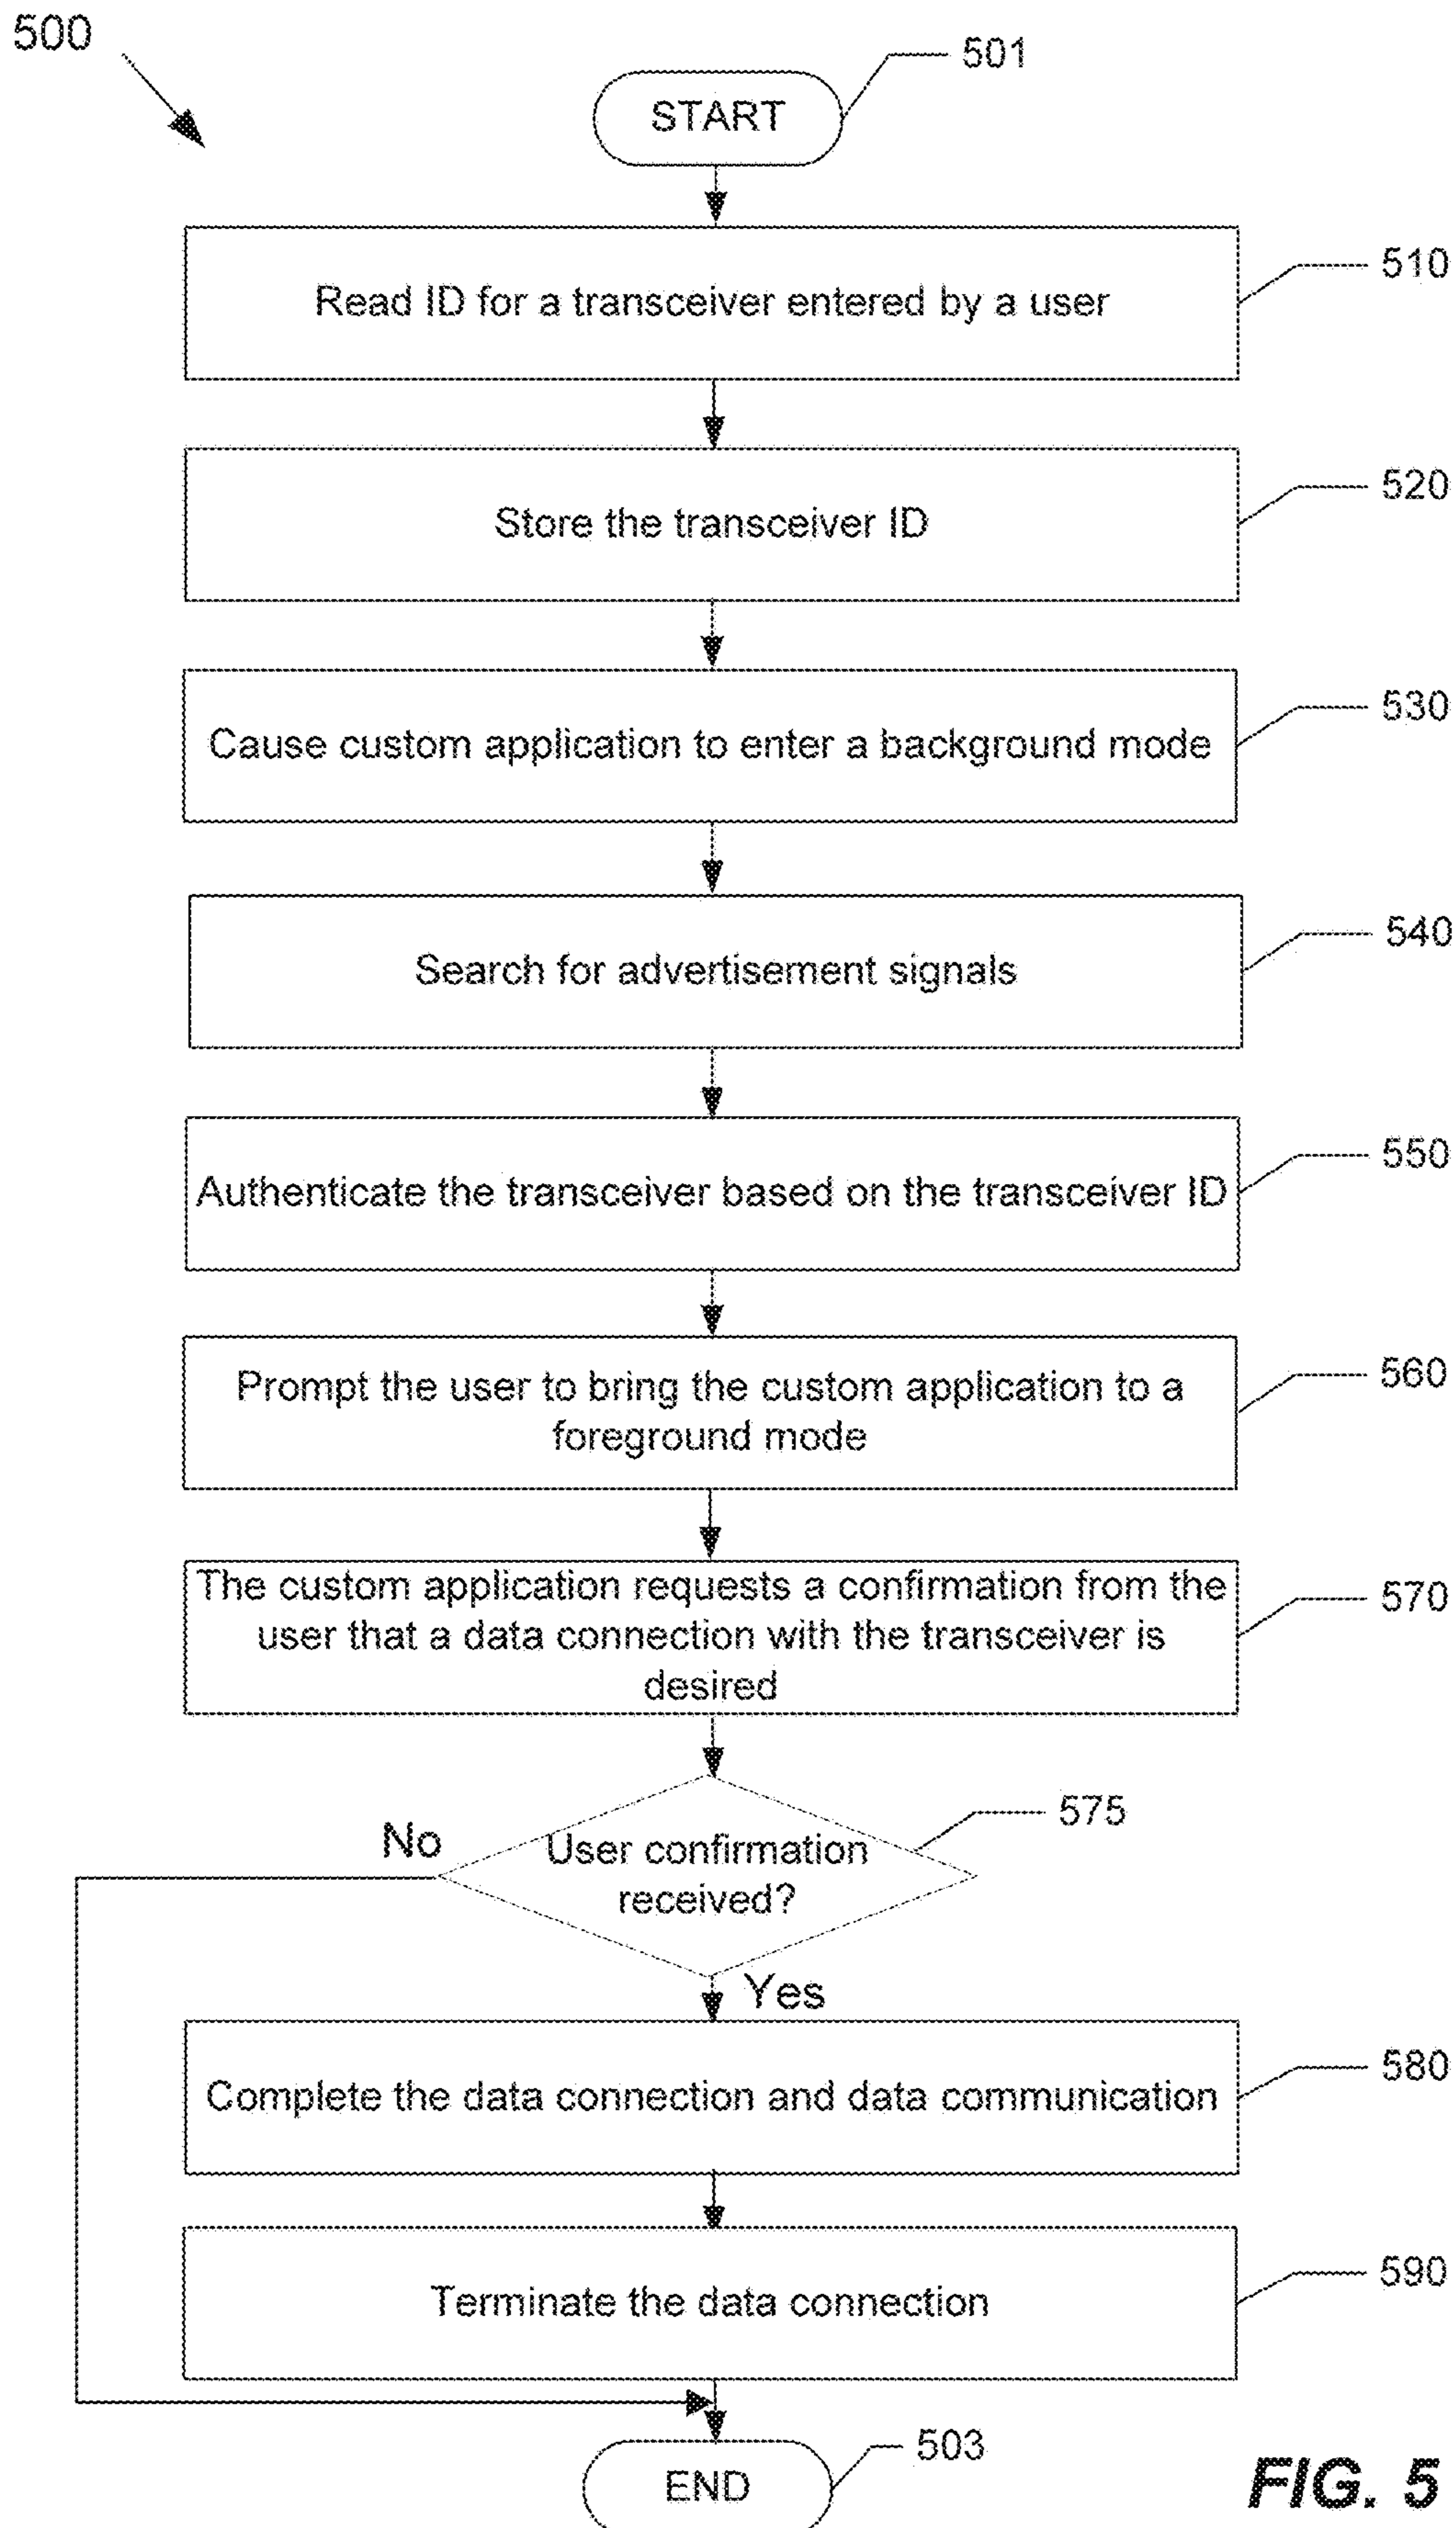 500
501
START
510
Read ID for a transceiver entered by a user
520
Store the transceiver ID
530
Cause custom application to enter a background mode
540
Search for advertisement signals
550
Authenticate the transceiver based on the transceiver ID
560
Prompt the user to bring the custom application to a
foreground mode
570
The custom application requests a confirmation from the
user that a data connection with the transceiver is
desired
575
No
User confirmation
received?
Yes
580
Complete the data connection and data communication
590
Terminate the data connection
503
END
FIG. 5